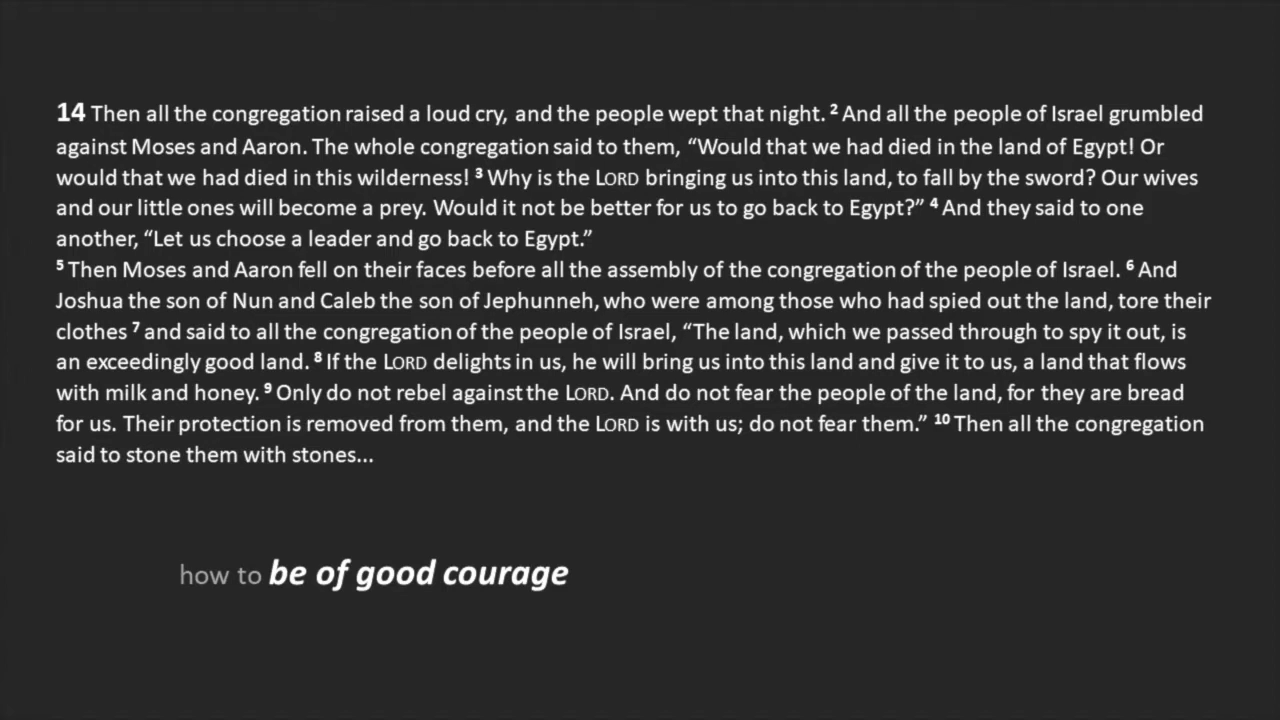 14 Then all the congregation raised a loud cry, and the people wept that night. 2 And all the people of Israel grumbled
against Moses and Aaron. The whole congregation said to them, “Would that we had died in the land of Egypt! Or
would that we had died in this wilderness! 3 Why is the LORD bringing us into this land, to fall by the sword? Our wives
and our little ones will become a prey. Would it not be better for us to go back to Egypt?” 4 And they said to one
another, “Let us choose a leader and go back to Egypt.”
5 Then Moses and Aaron fell on their faces before all the assembly of the congregation of the people of Israel. 6 And
Joshua the son of Nun and Caleb the son of Jephunneh, who were among those who had spied out the land, tore their
clothes 7 and said to all the congregation of the people of Israel, “The land, which we passed through to spy it out, is
an exceedingly good land. 8 If the LORD delights in us, he will bring us into this land and give it to us, a land that flows
with milk and honey. 9 Only do not rebel against the LORD. And do not fear the people of the land, for they are bread
for us. Their protection is removed from them, and the LORD is with us; do not fear them.” 10 Then all the congregation
said to stone them with stones...
how to be of good courage